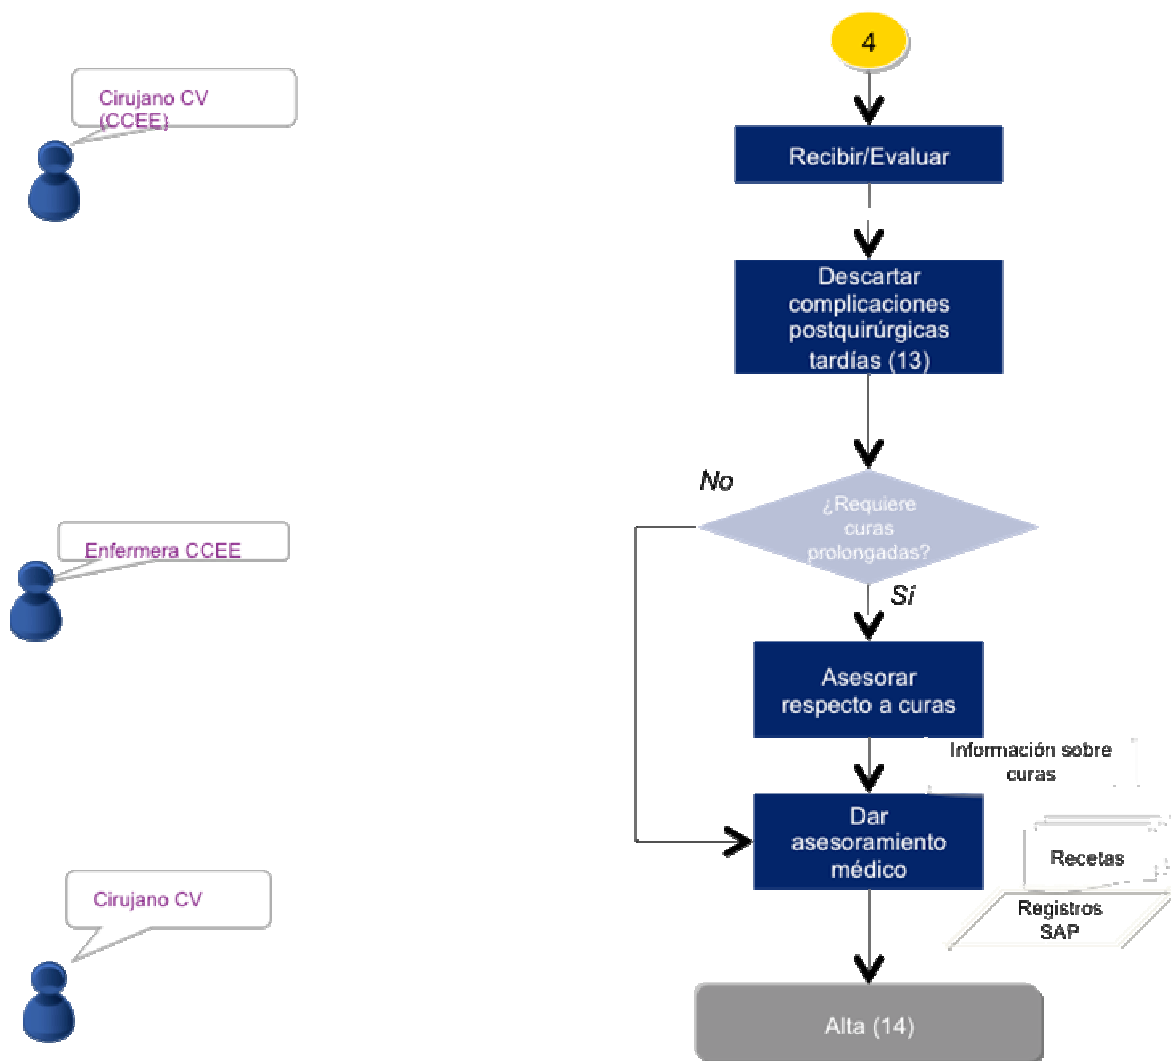 4
Cirujano CV
(CCEE)
Recibir/Evaluar
Descartar
complicaciones
postquirúrgicas
tardías (13)
No
¿Requiere
curas
prolongadas?
Enfermera CCEE
Sí
Asesorar
respecto a curas
Información sobre
curas
Dar
asesoramiento
médico
Recetas
Cirujano CV
Registros
SAP
Alta (14)